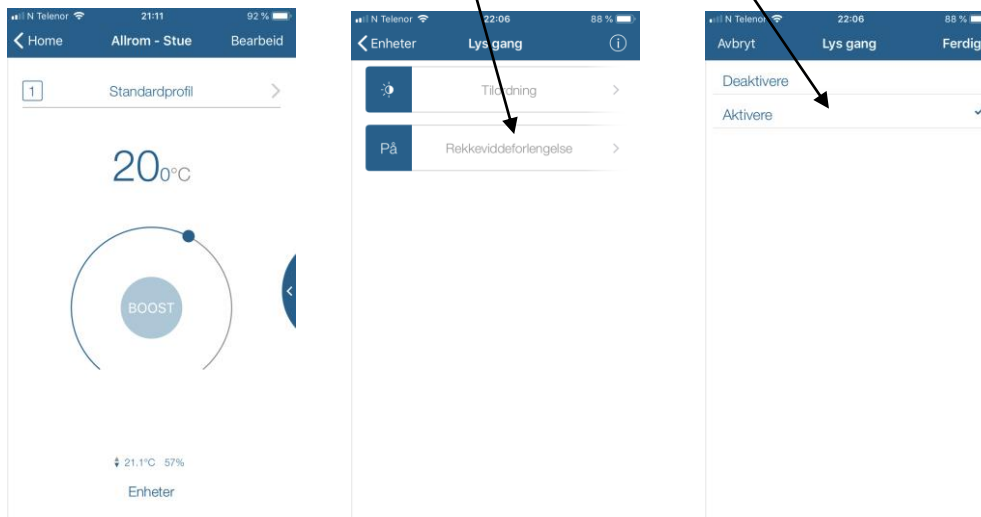 N Telenor 21:11 92 %
Home Allrom - Stue Bearbeid
1 Standardprofil
20₀°C
BOOST
21.1°C 57%
Enheter
N Telenor 22:06 88 %
Enheter Lys gang
Tilordning
På Rekkeviddeforlengelse
N Telenor 22:06 88 %
Avbryt Lys gang Ferdig
Deaktivere
Aktivere